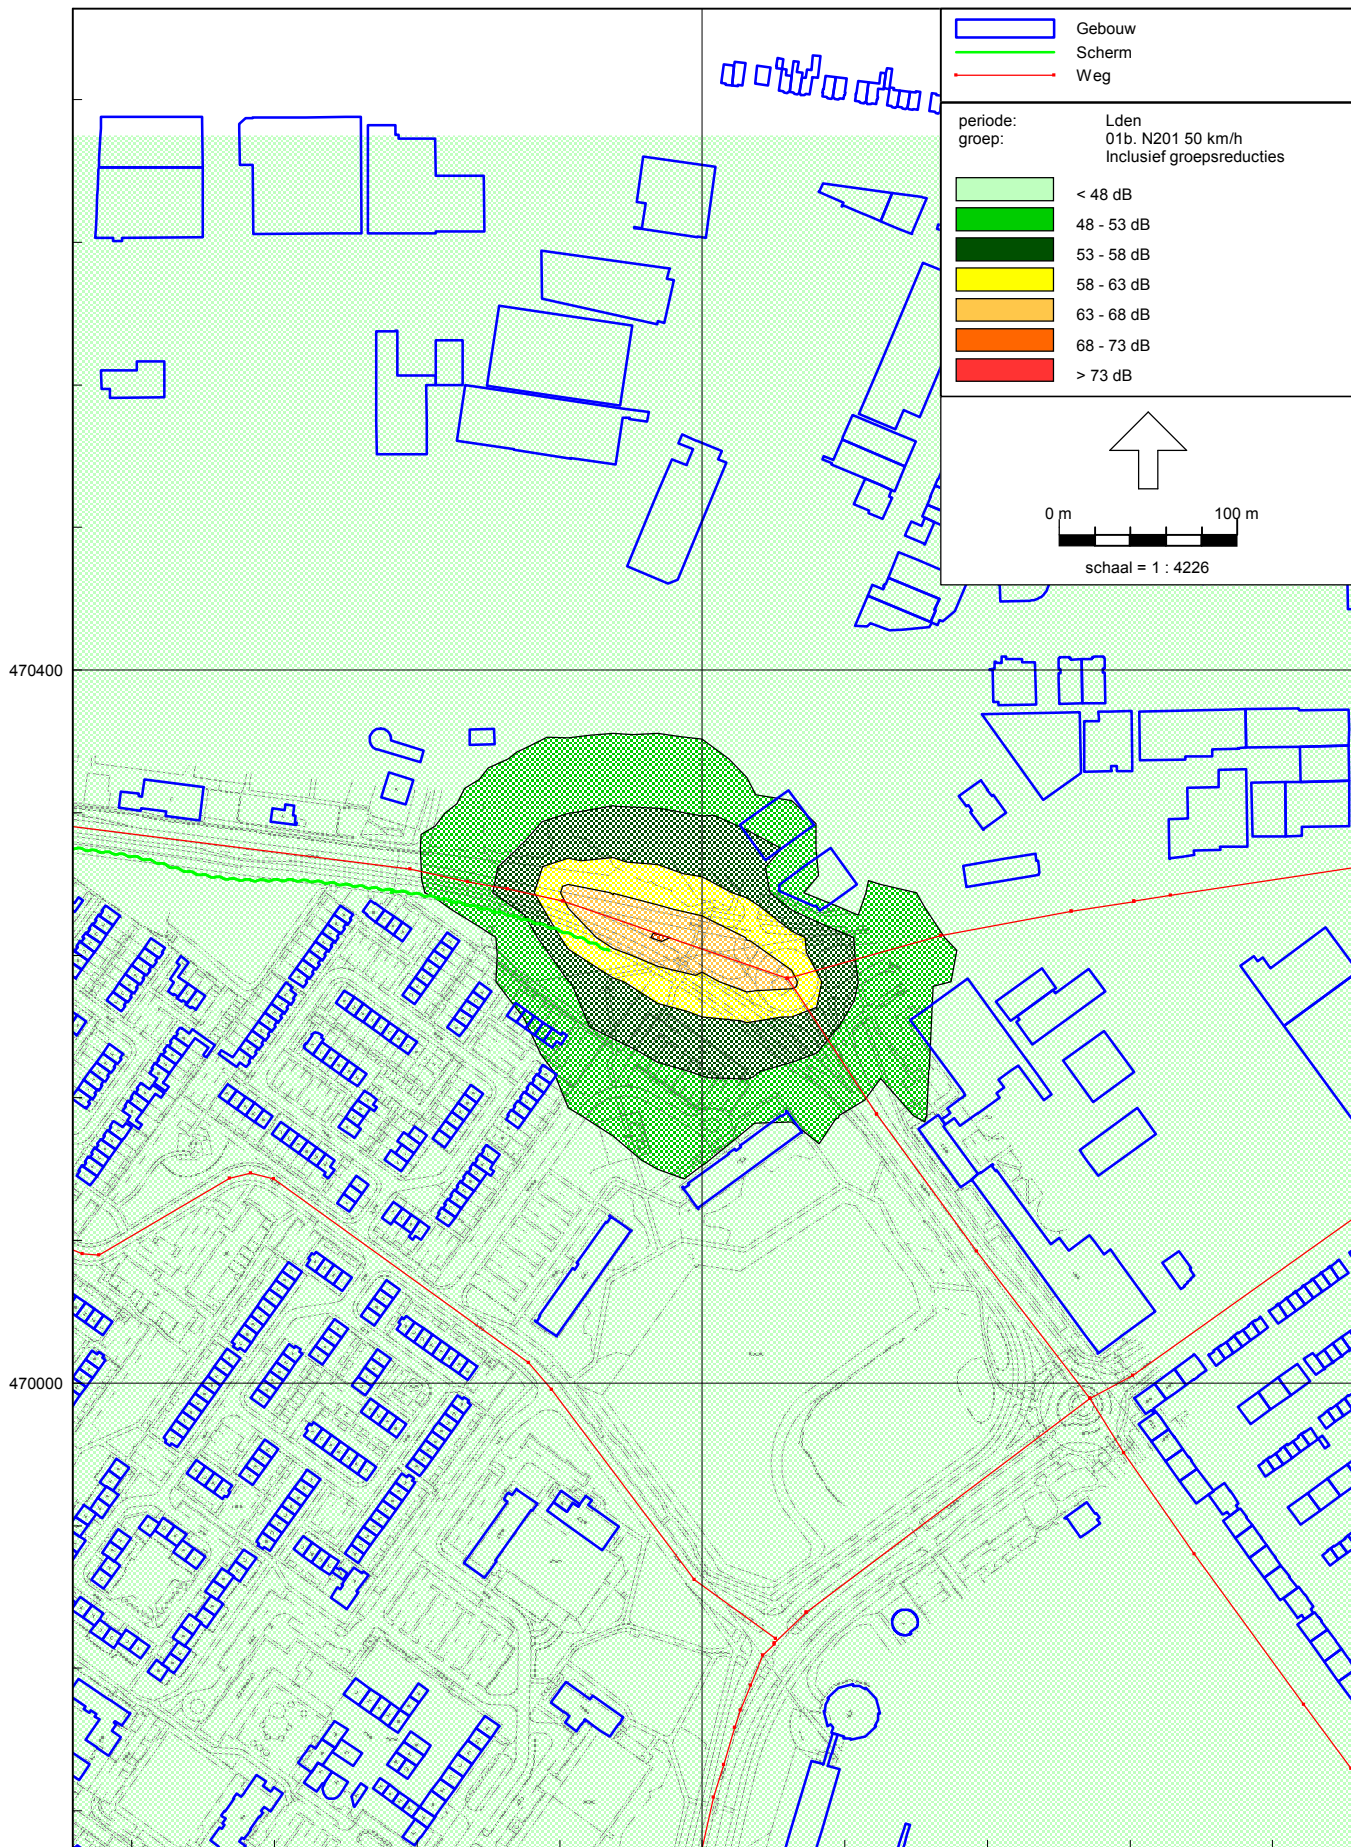 Gebouw
Scherm
Weg
periode: Lden
groep: 01b. N201 50 km/h
Inclusief groepsreducties
< 48 dB
48 - 53 dB
53 - 58 dB
58 - 63 dB
63 - 68 dB
68 - 73 dB
> 73 dB
0 m 100 m
schaal = 1 : 4226
470400
470000